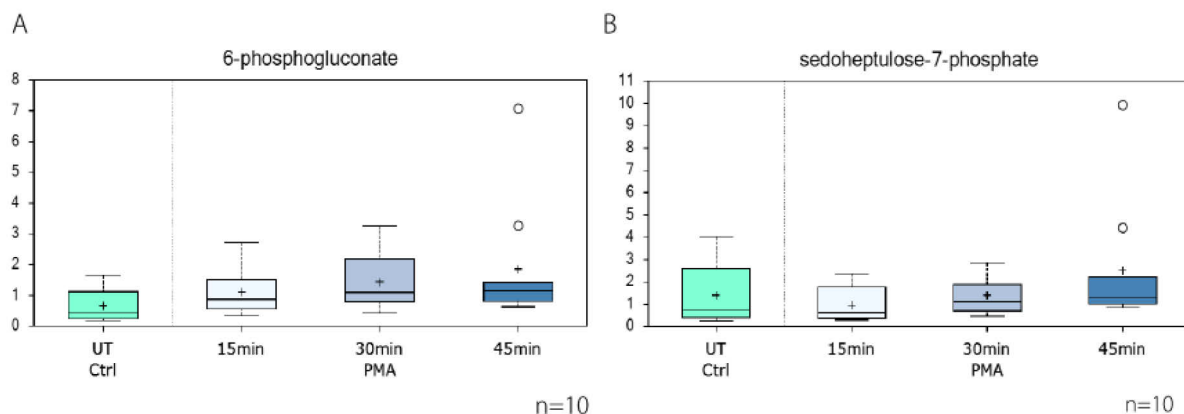 A
6-phosphogluconate
8
7
6
5
4
3
2
1
0
UT
Ctrl
15min
30min
PMA
45min
n=10
B
sedoheptulose-7-phosphate
11
10
9
8
7
6
5
4
3
2
1
0
UT
Ctrl
15min
30min
PMA
45min
n=10